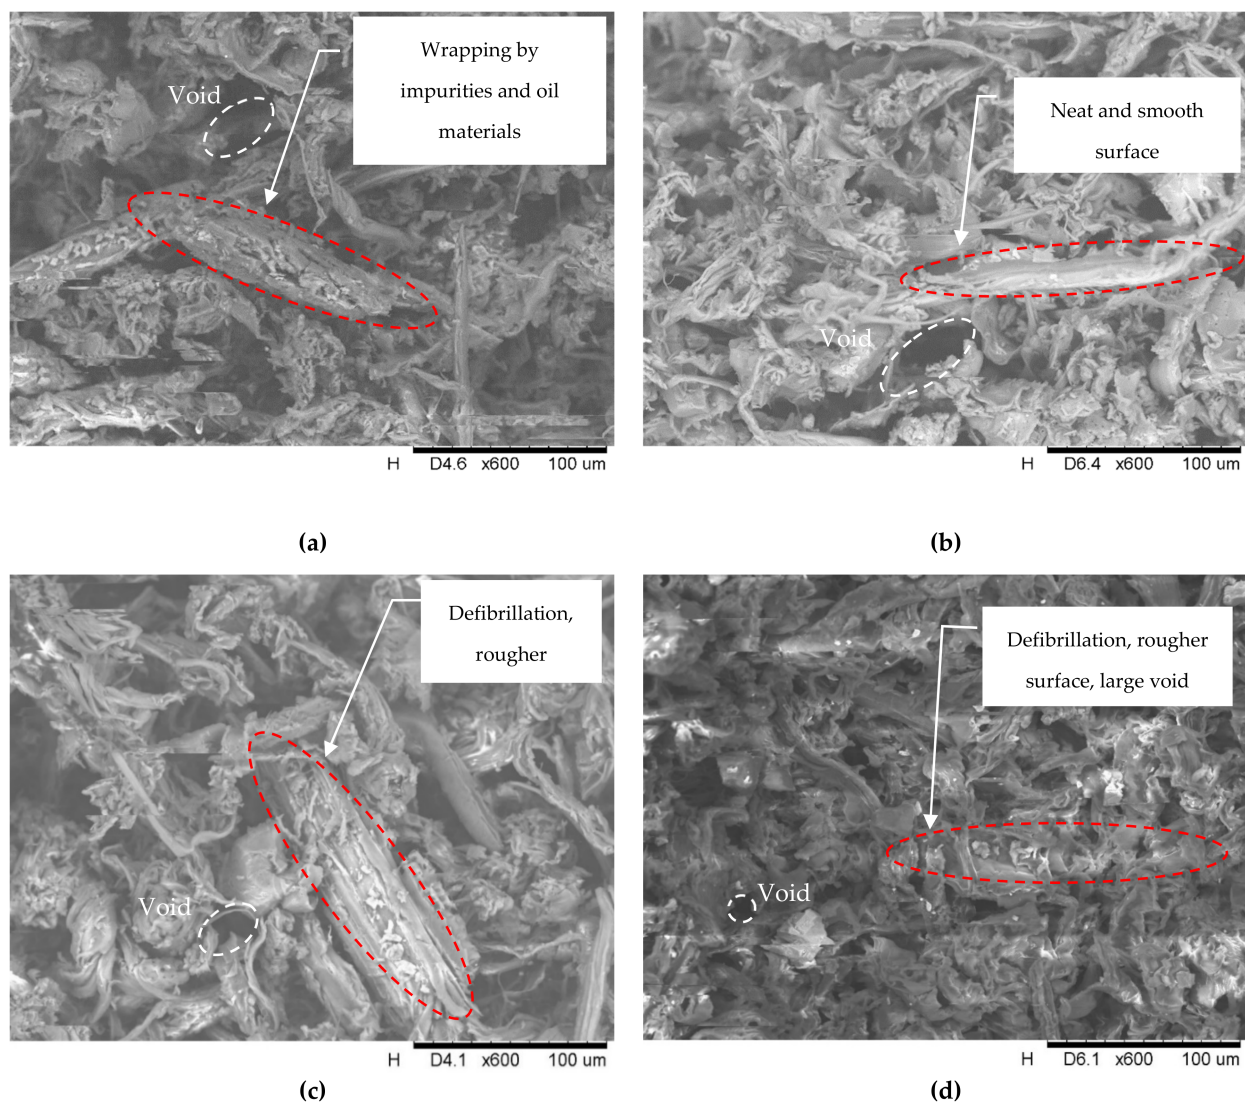 Wrapping by
impurities and oil
materials
Void
H D4.6 x600 100 um
(a)
Neat and smooth
surface
Void
H D6.4 x600 100 um
(b)
Defibrillation,
rougher
Void
H D4.1 x600 100 um
(c)
Defibrillation, rougher
surface, large void
Void
H D6.1 x600 100 um
(d)